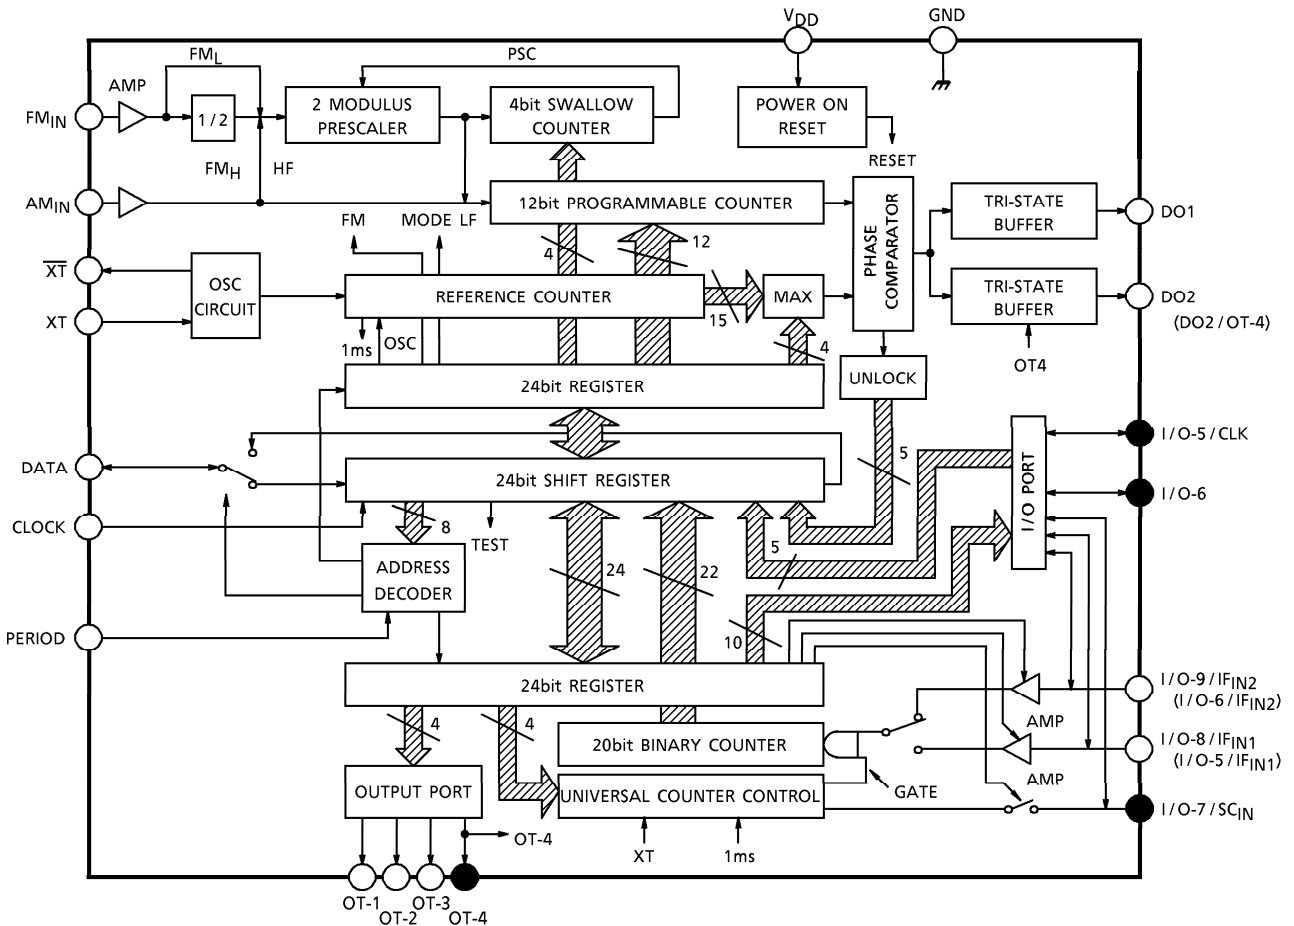 VDD
GND
FML
PSC
AMP
FMIN
1/2
2 MODULUS
PRESCALER
4bit SWALLOW
COUNTER
POWER ON
RESET
RESET
FMH
HF
AMIN
12bit PROGRAMMABLE COUNTER
PHASE
COMPARATOR
TRI-STATE
BUFFER
DO1
FM
MODE LF
4
12
XT
OSC
CIRCUIT
REFERENCE COUNTER
15
MAX
TRI-STATE
BUFFER
DO2
(DO2/OT-4)
XT
1ms
OSC
4
OT4
24bit REGISTER
UNLOCK
I/O PORT
I/O-5/CLK
5
DATA
24bit SHIFT REGISTER
I/O-6
CLOCK
8
TEST
5
ADDRESS
DECODER
24
22
PERIOD
10
24bit REGISTER
I/O-9/IFIN2
(I/O-6/IFIN2)
AMP
4
4
20bit BINARY COUNTER
I/O-8/IFIN1
(I/O-5/IFIN1)
AMP
OUTPUT PORT
UNIVERSAL COUNTER CONTROL
GATE
I/O-7/SCIN
OT-4
XT
1ms
OT-1
OT-2
OT-3
OT-4